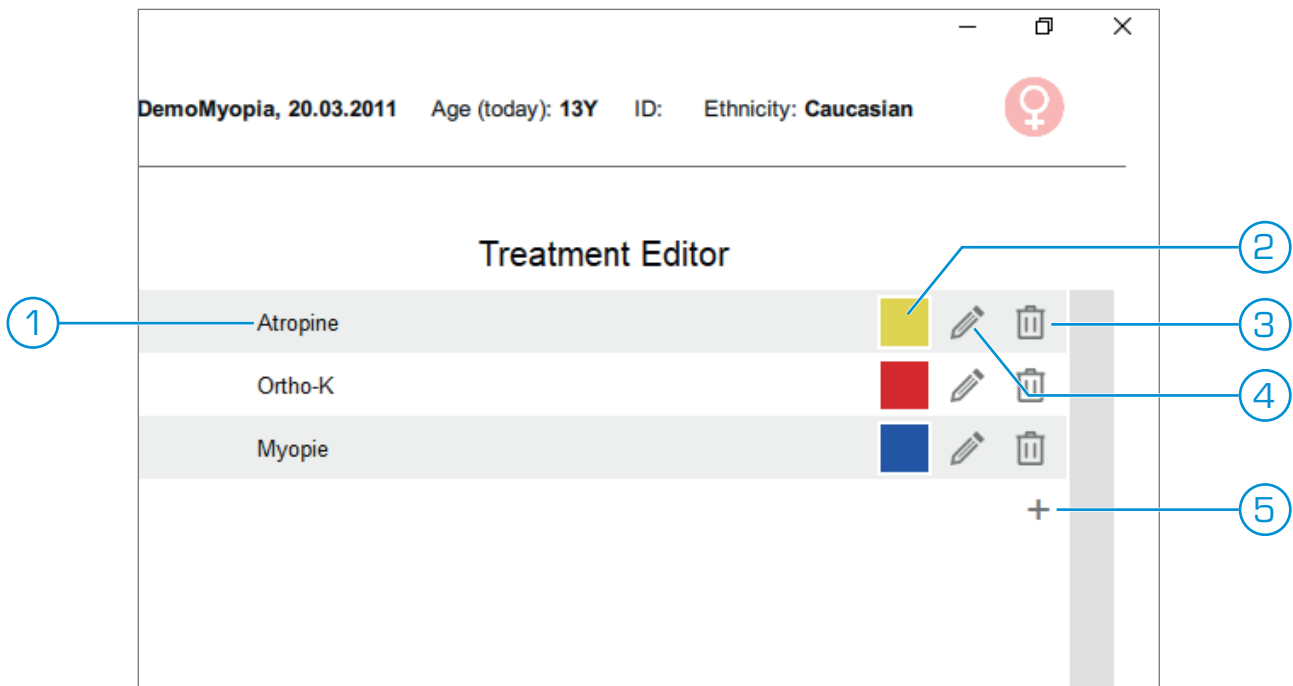 DemoMyopia, 20.03.2011 Age (today): 13Y ID: Ethnicity: Caucasian
Treatment Editor
2
1 Atropine 3
Ortho-K 4
Myopie
5